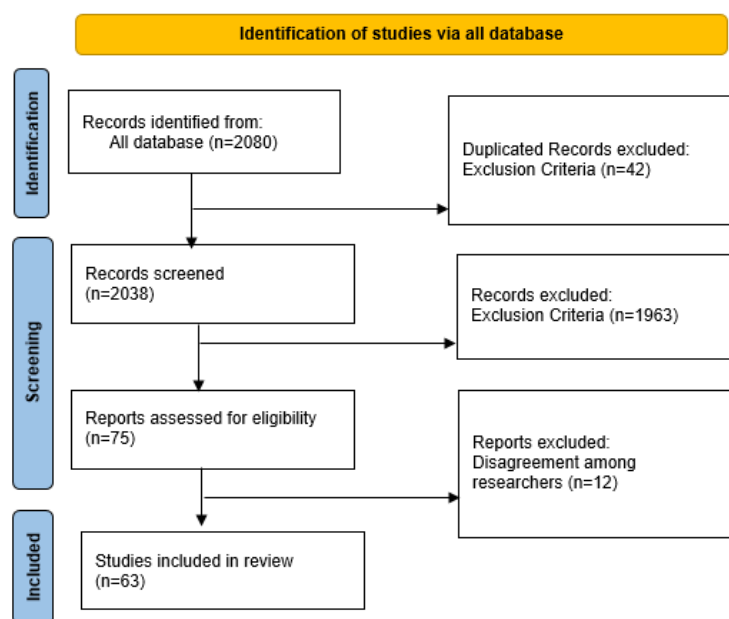 Identification of studies via all database
Identification
Records identified from:
All database (n=2080)
Duplicated Records excluded:
Exclusion Criteria (n=42)
Screening
Records screened
(n=2038)
Records excluded:
Exclusion Criteria (n=1963)
Reports assessed for eligibility
(n=75)
Reports excluded:
Disagreement among
researchers (n=12)
Included
Studies included in review
(n=63)